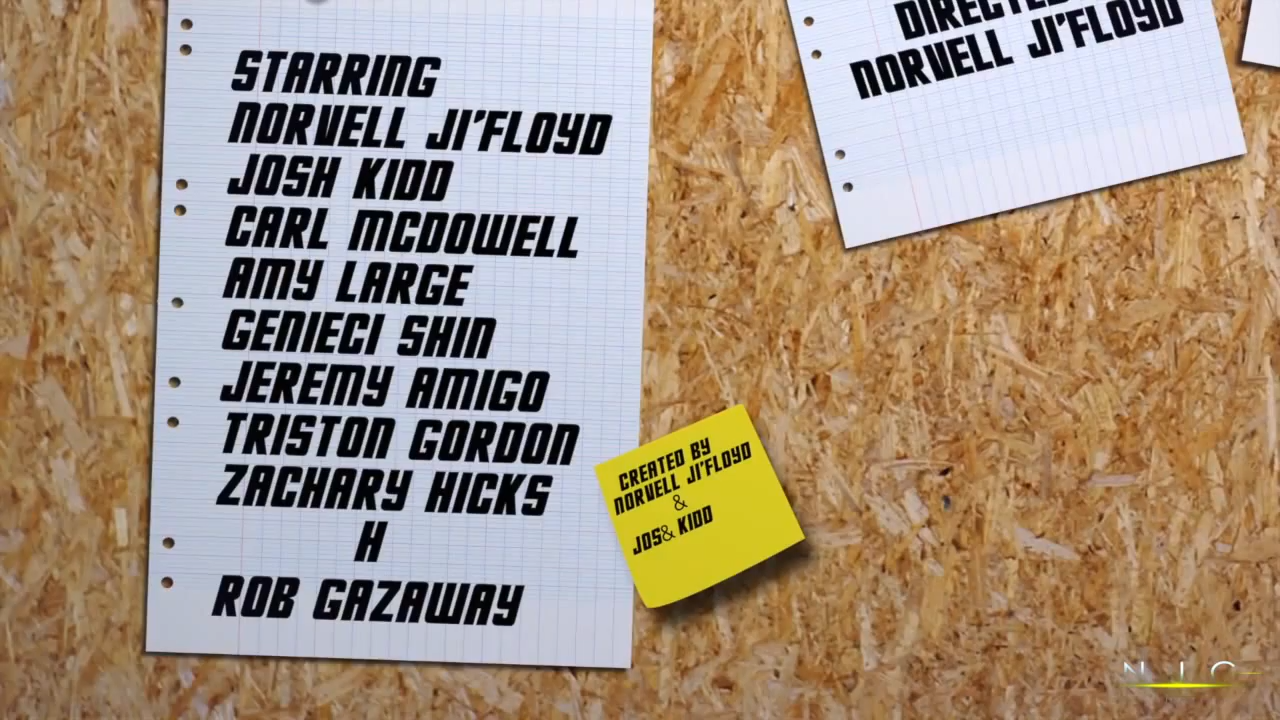 STARRING
NORVELL JI'FLOYD
JOSH KIDD
CARL MCDOWELL
AMY LARGE
GENIECI SHIN
JEREMY AMIGO
TRISTON GORDON
ZACHARY HICKS
H
ROB GAZAWAY
CREATED BY
NORVELL JI'FLOYD
&
JOS& KIDD
DIRECTED
NORVELL JI'FLOYD